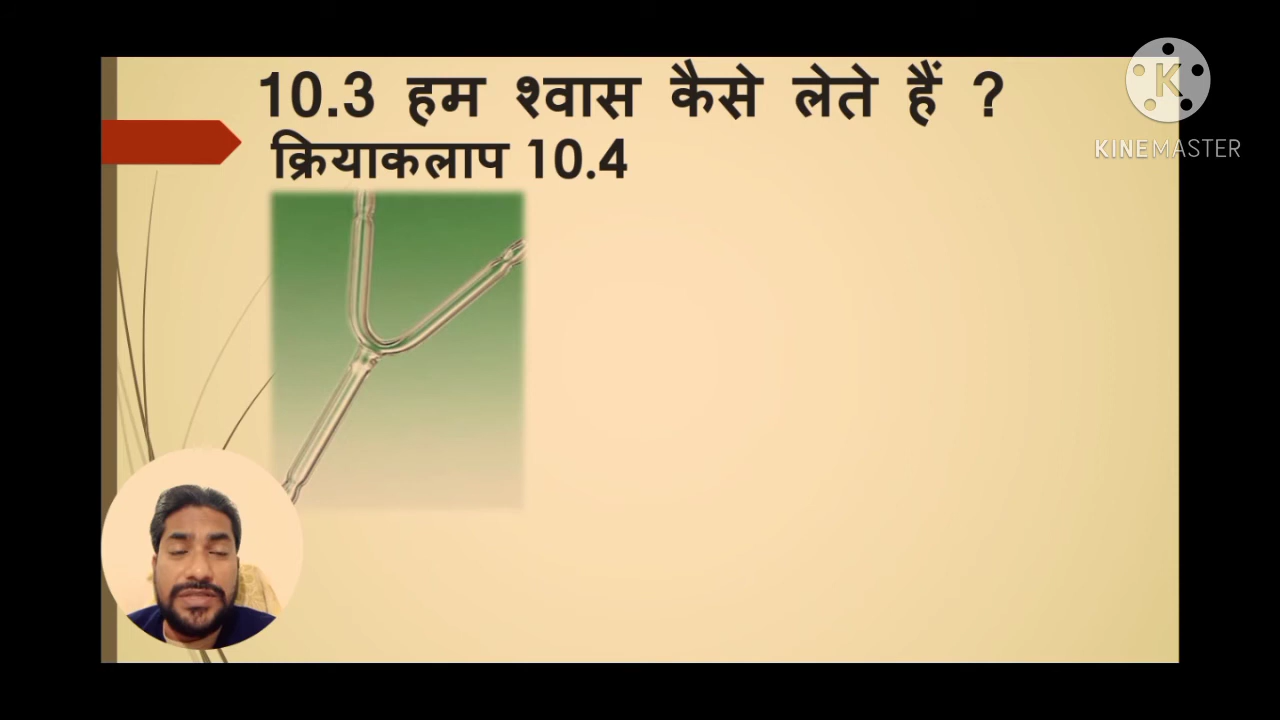 10.3 हम श्वास कैसे लेते हैं ?
क्रियाकलाप 10.4
K
KINEMASTER